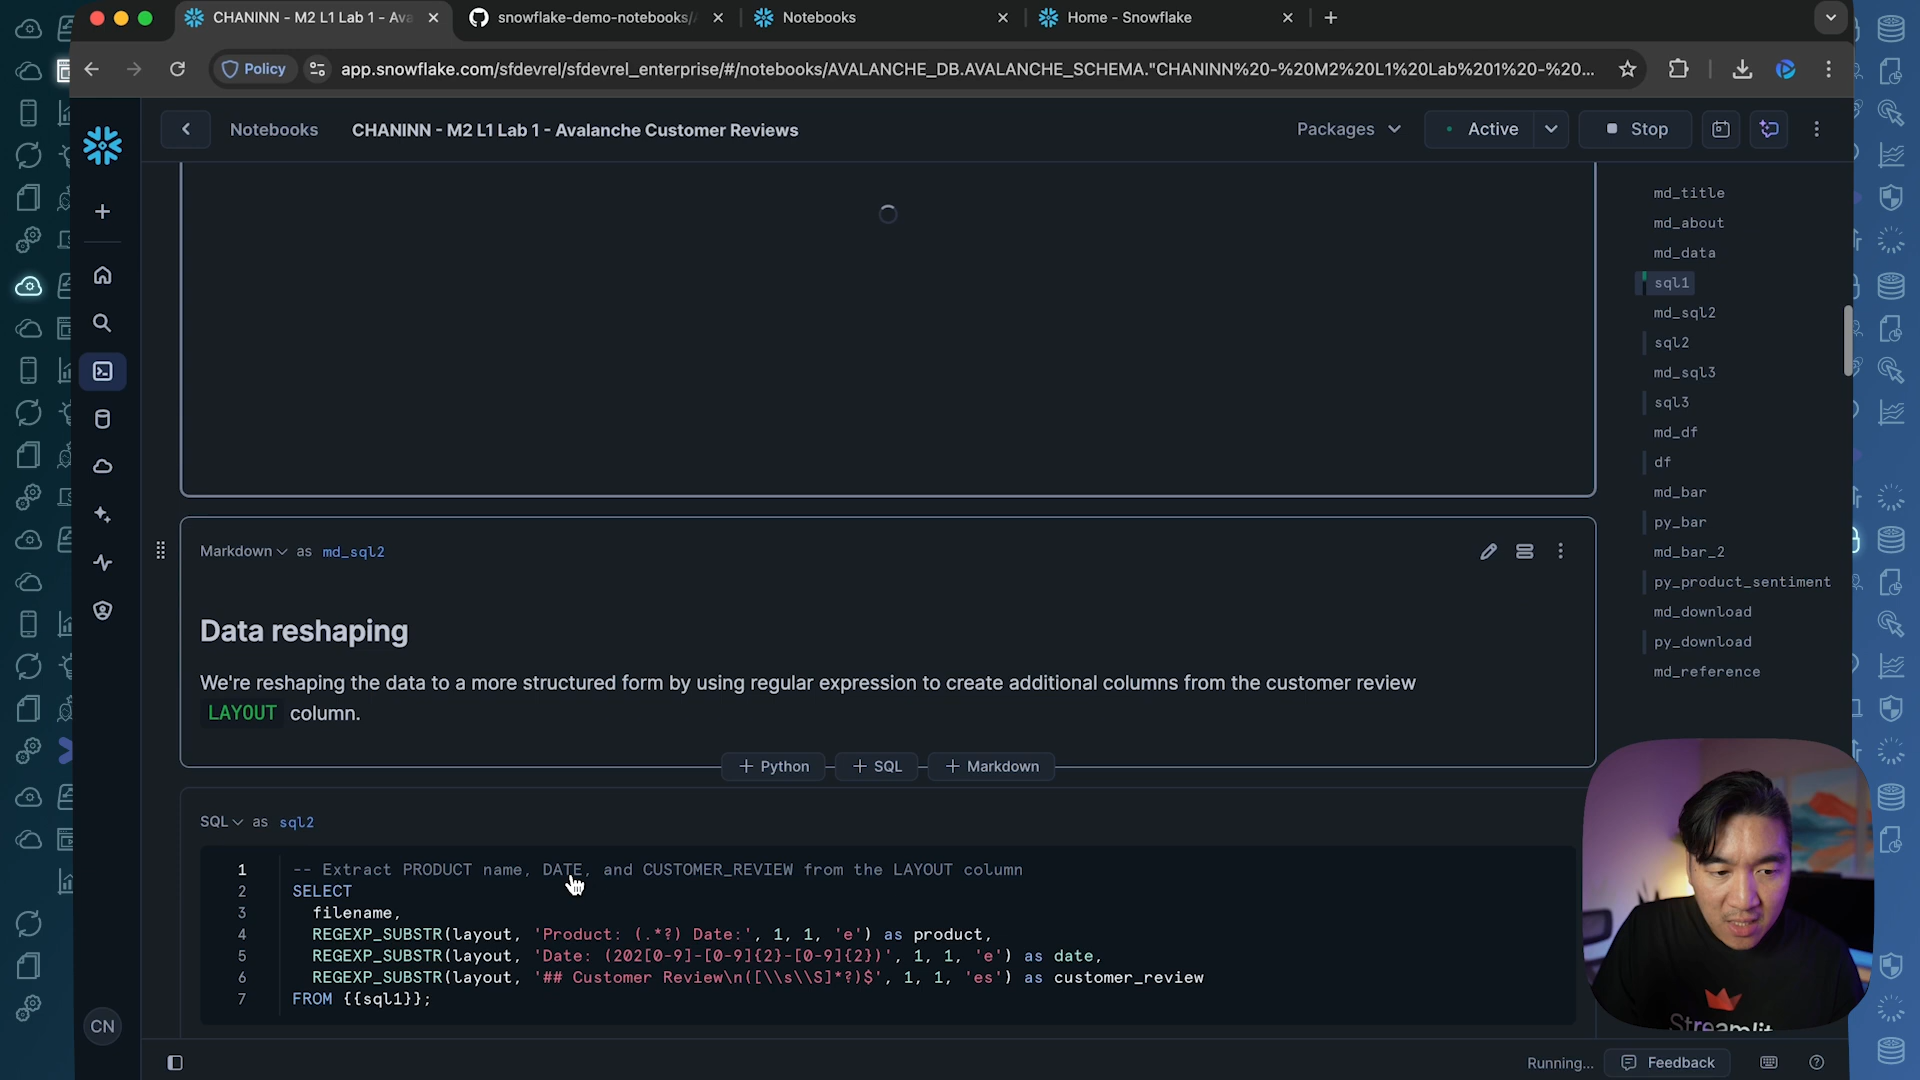 CHANINN - M2 L1 Lab 1 - Ava
snowflake-demo-notebooks/
Notebooks
Home - Snowflake
Policy
app.snowflake.com/sfdevrel/sfdevrel_enterprise/#/notebooks/AVALANCHE_DB.AVALANCHE_SCHEMA."CHANINN%20-%20M2%20L1%20Lab%201%20-%20...
Notebooks
CHANINN - M2 L1 Lab 1 - Avalanche Customer Reviews
Packages
Active
Stop
md_title
md_about
md_data
sql1
md_sql2
sql2
md_sql3
sql3
md_df
df
md_bar
py_bar
md_bar_2
py_product_sentiment
md_download
py_download
md_reference
Markdown as md_sql2
Data reshaping
We're reshaping the data to a more structured form by using regular expression to create additional columns from the customer review
LAYOUT column.
+ Python
+ SQL
+ Markdown
SQL as sql2
1 -- Extract PRODUCT name, DATE, and CUSTOMER_REVIEW from the LAYOUT column
2 SELECT
3 filename,
4 REGEXP_SUBSTR(layout, 'Product: (.*?) Date:', 1, 1, 'e') as product,
5 REGEXP_SUBSTR(layout, 'Date: (202[0-9]-[0-9]{2}-[0-9]{2})', 1, 1, 'e') as date,
6 REGEXP_SUBSTR(layout, '## Customer Review\n([\\s\\S]*?)$', 1, 1, 'es') as customer_review
7 FROM {{sql1}};
CN
Streamlit
Running...
Feedback